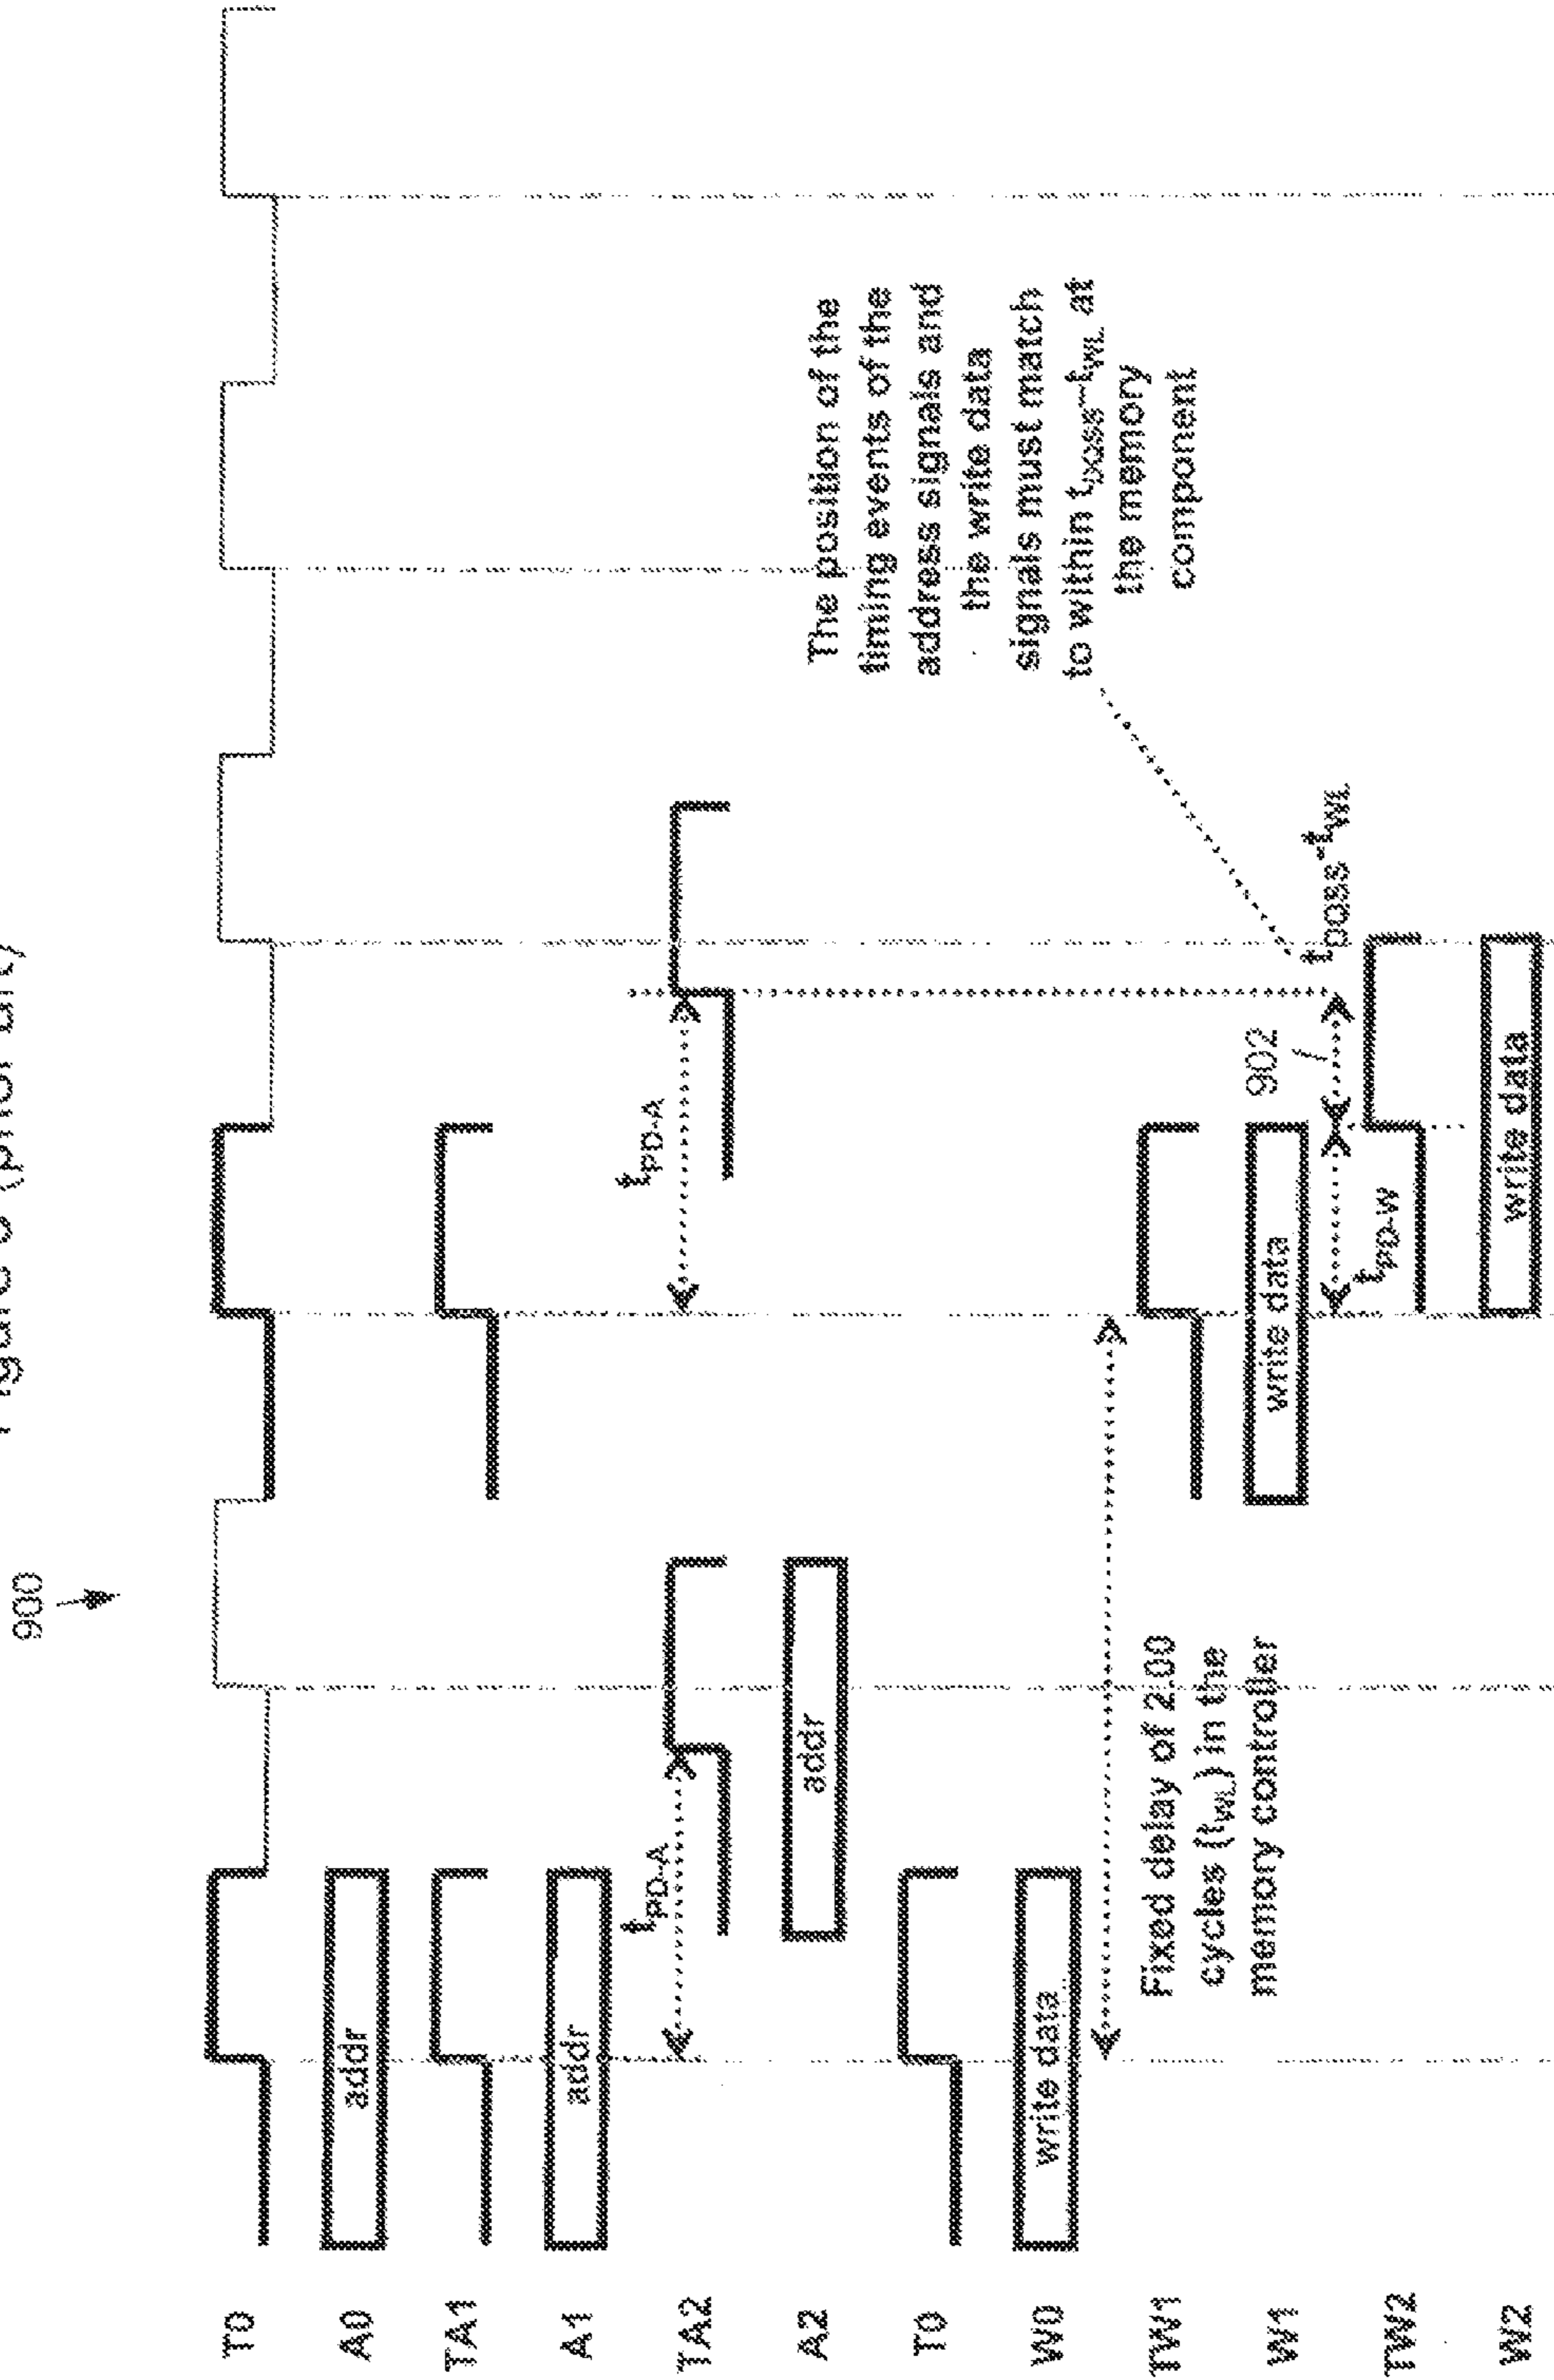 Figure 9 (prior art)
900
T0
A0
addr
TA1
A1
addr
TA2
tPD-A
tPD-A
A2
addr
T0
W0
write data
Fixed delay of 2.00
cycles (tWL) in the
memory controller
The position of the
timing events of the
address signals and
the write data
signals must match
to within tDQSS-tWL at
the memory
component
TW1
W1
write data
902
tDQSS-tWL
tPD-W
TW2
W2
write data